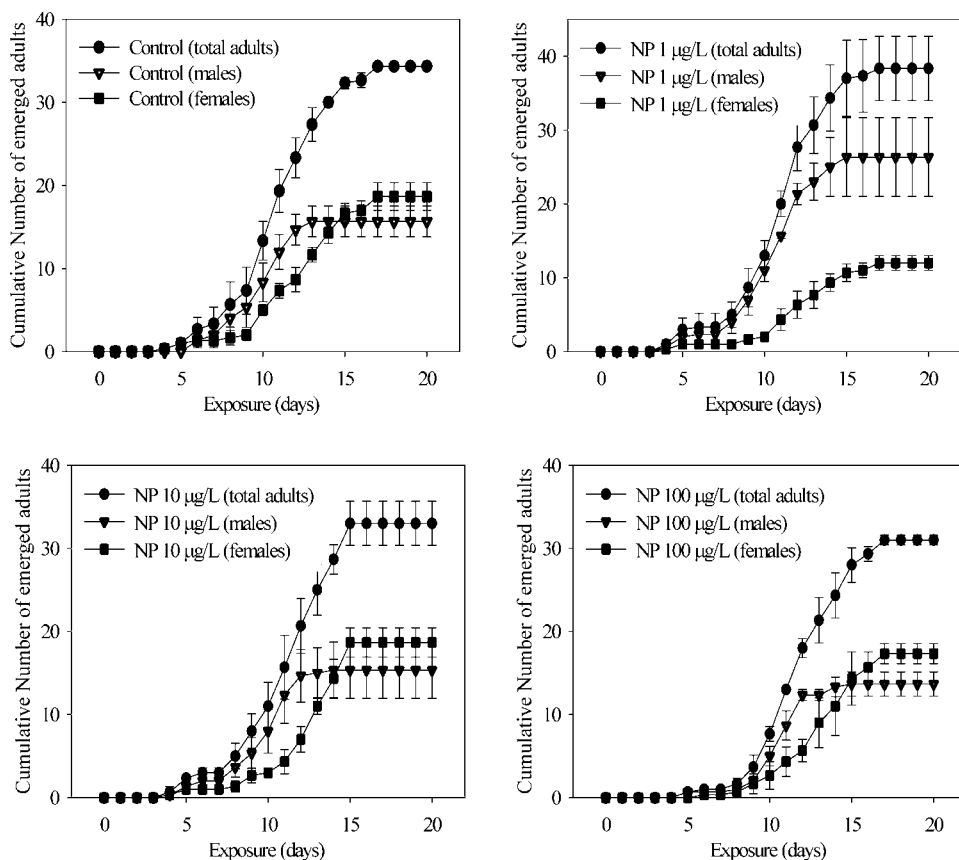 Cumulative Number of emerged adults
40
30
20
10
0
Control (total adults)
Control (males)
Control (females)
0 5 10 15 20
Exposure (days)
Cumulative Number of emerged adults
40
30
20
10
0
NP 1 µg/L (total adults)
NP 1 µg/L (males)
NP 1 µg/L (females)
0 5 10 15 20
Exposure (days)
Cumulative Number of emerged adults
40
30
20
10
0
NP 10 µg/L (total adults)
NP 10 µg/L (males)
NP 10 µg/L (females)
0 5 10 15 20
Exposure (days)
Cumulative Number of emerged adults
40
30
20
10
0
NP 100 µg/L (total adults)
NP 100 µg/L (males)
NP 100 µg/L (females)
0 5 10 15 20
Exposure (days)